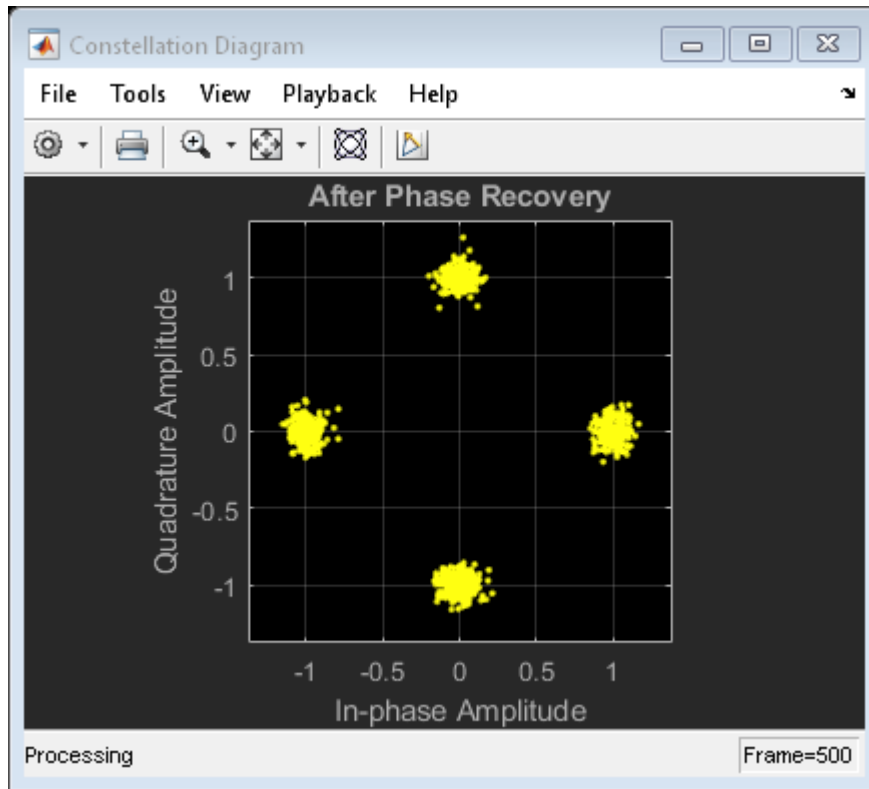 Constellation Diagram
File Tools View Playback Help
After Phase Recovery
Quadrature Amplitude
1
0.5
0
-0.5
-1
-1 -0.5 0 0.5 1
In-phase Amplitude
Processing Frame=500